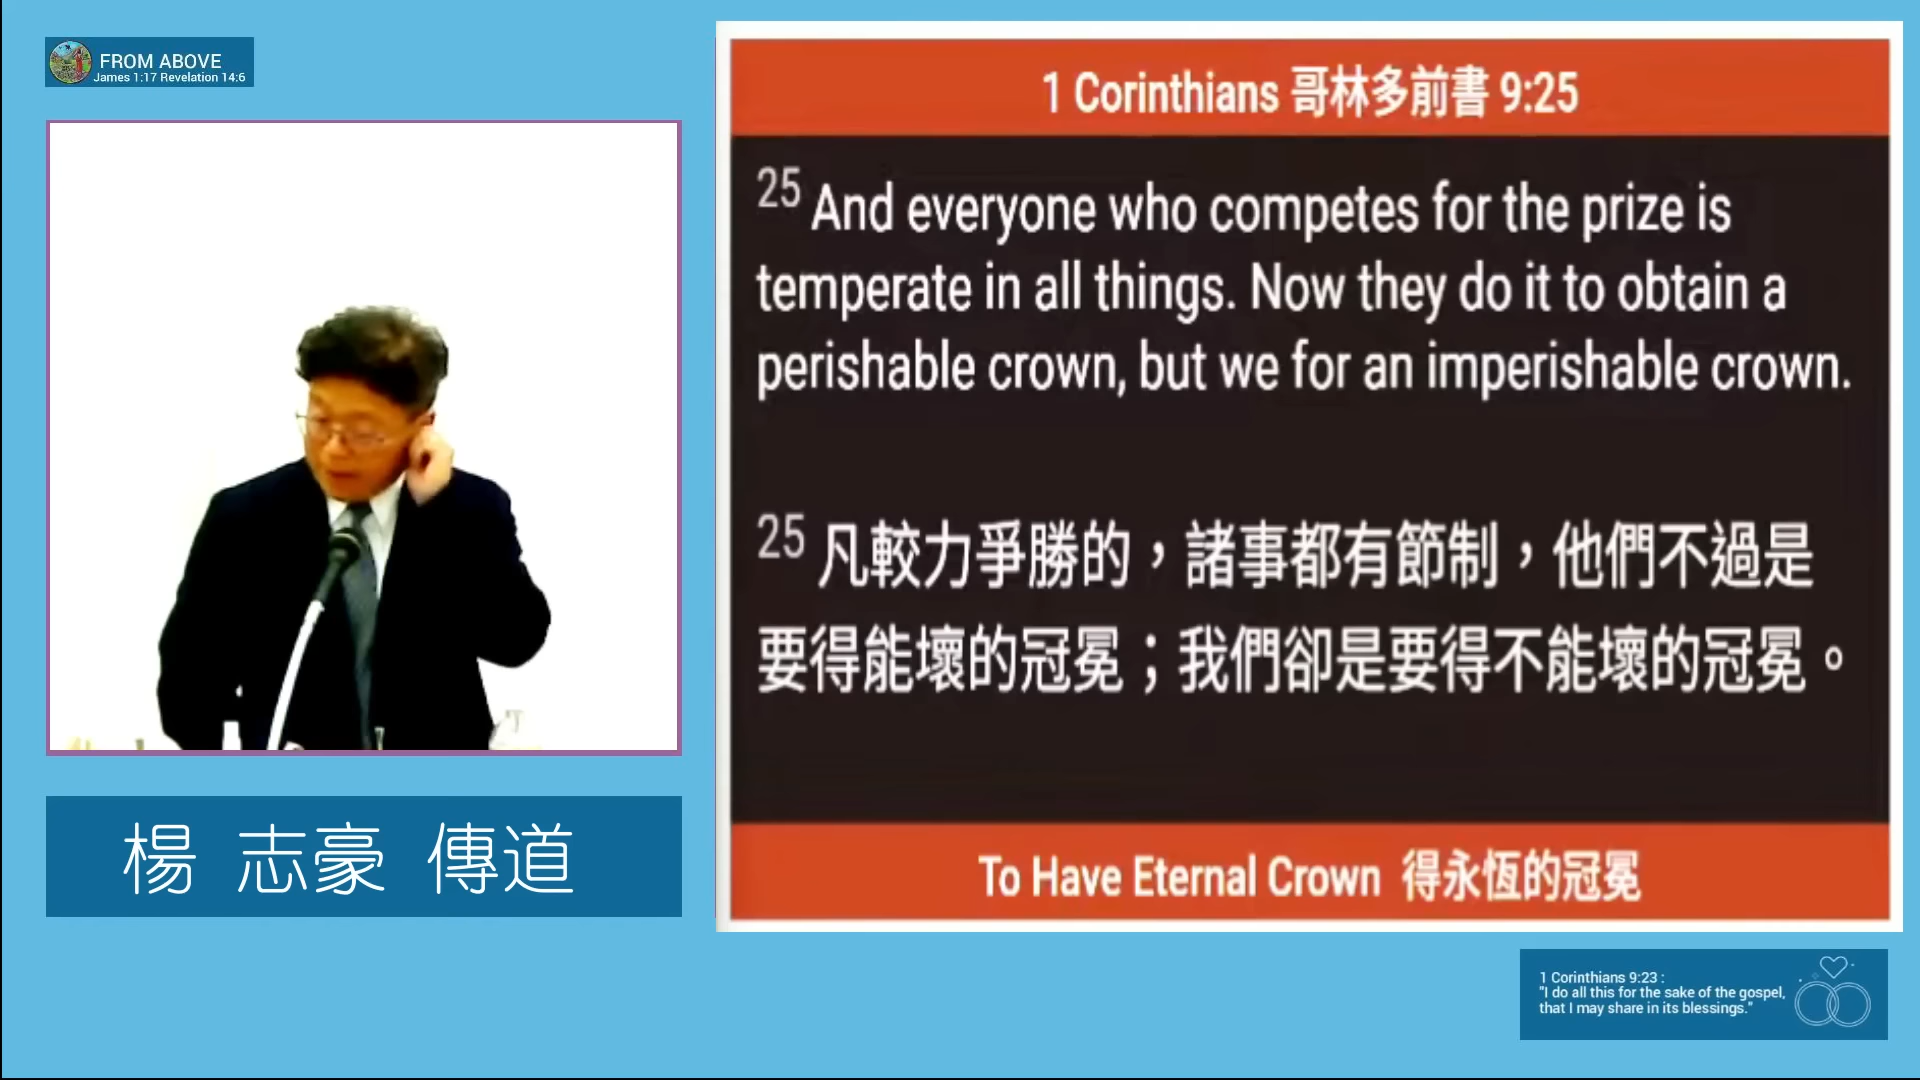 FROM ABOVE
James 1:17 Revelation 14:6
1 Corinthians 哥林多前書 9:25
25 And everyone who competes for the prize is
temperate in all things. Now they do it to obtain a
perishable crown, but we for an imperishable crown.
25 凡較力爭勝的，諸事都有節制，他們不過是
要得能壞的冠冕；我們卻是要得不能壞的冠冕。
To Have Eternal Crown 得永恆的冠冕
楊 志豪 傳道
1 Corinthians 9:23 :
"I do all this for the sake of the gospel,
that I may share in its blessings."